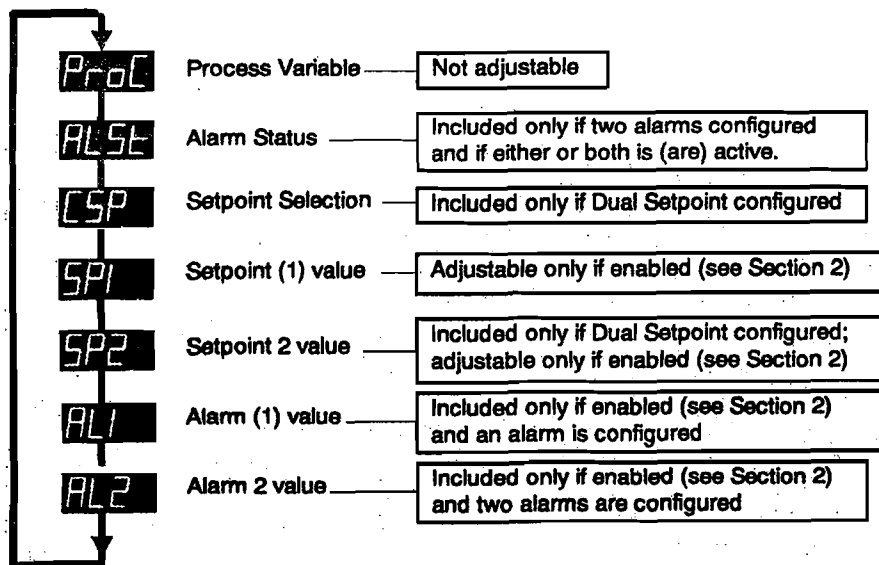 ProC Process Variable Not adjustable
ALSt Alarm Status Included only if two alarms configured
and if either or both is (are) active.
CSP Setpoint Selection Included only if Dual Setpoint configured
SP1 Setpoint (1) value Adjustable only if enabled (see Section 2)
SP2 Setpoint 2 value Included only if Dual Setpoint configured;
adjustable only if enabled (see Section 2)
AL1 Alarm (1) value Included only if enabled (see Section 2)
and an alarm is configured
AL2 Alarm 2 value Included only if enabled (see Section 2)
and two alarms are configured